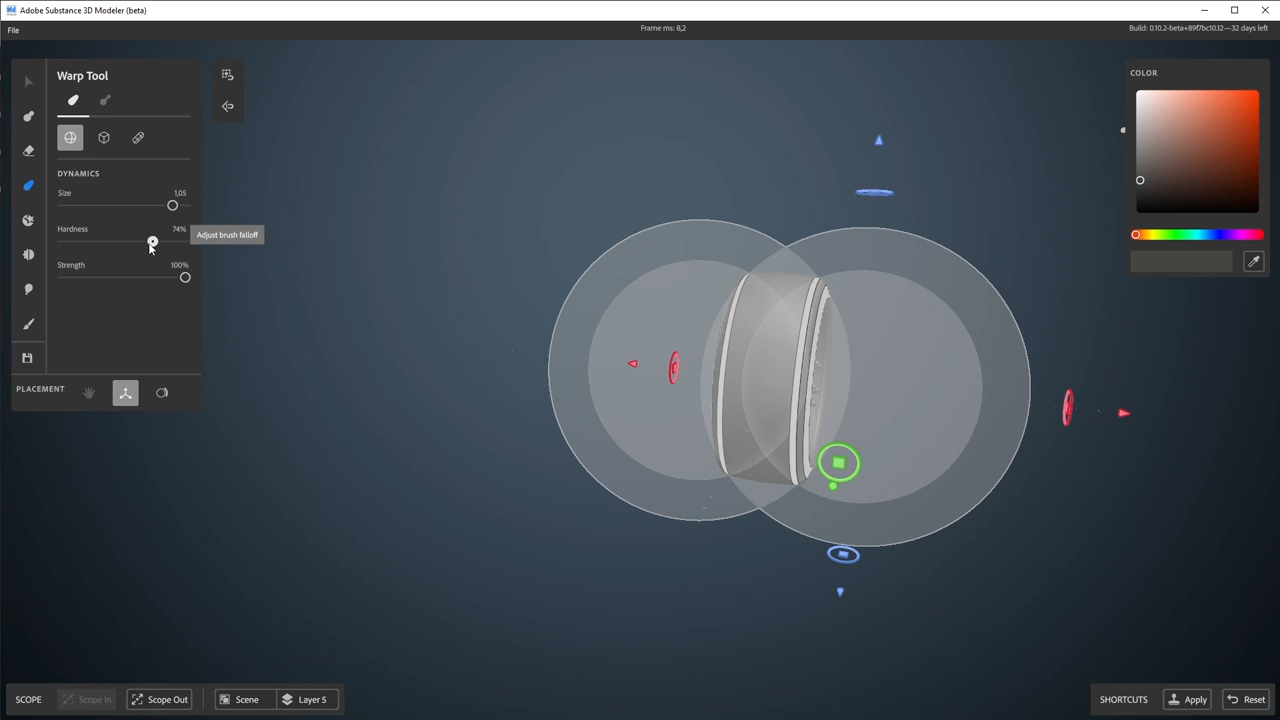 Adobe Substance 3D Modeler (beta)
File
Frame ms: 8,2
Build: 0.10.2-beta+89f7bc10.12—32 days left
Warp Tool
DYNAMICS
Size 1,05
Hardness 74%
Adjust brush falloff
Strength 100%
PLACEMENT
COLOR
SCOPE
Scope In
Scope Out
Scene
Layer 5
SHORTCUTS
Apply
Reset